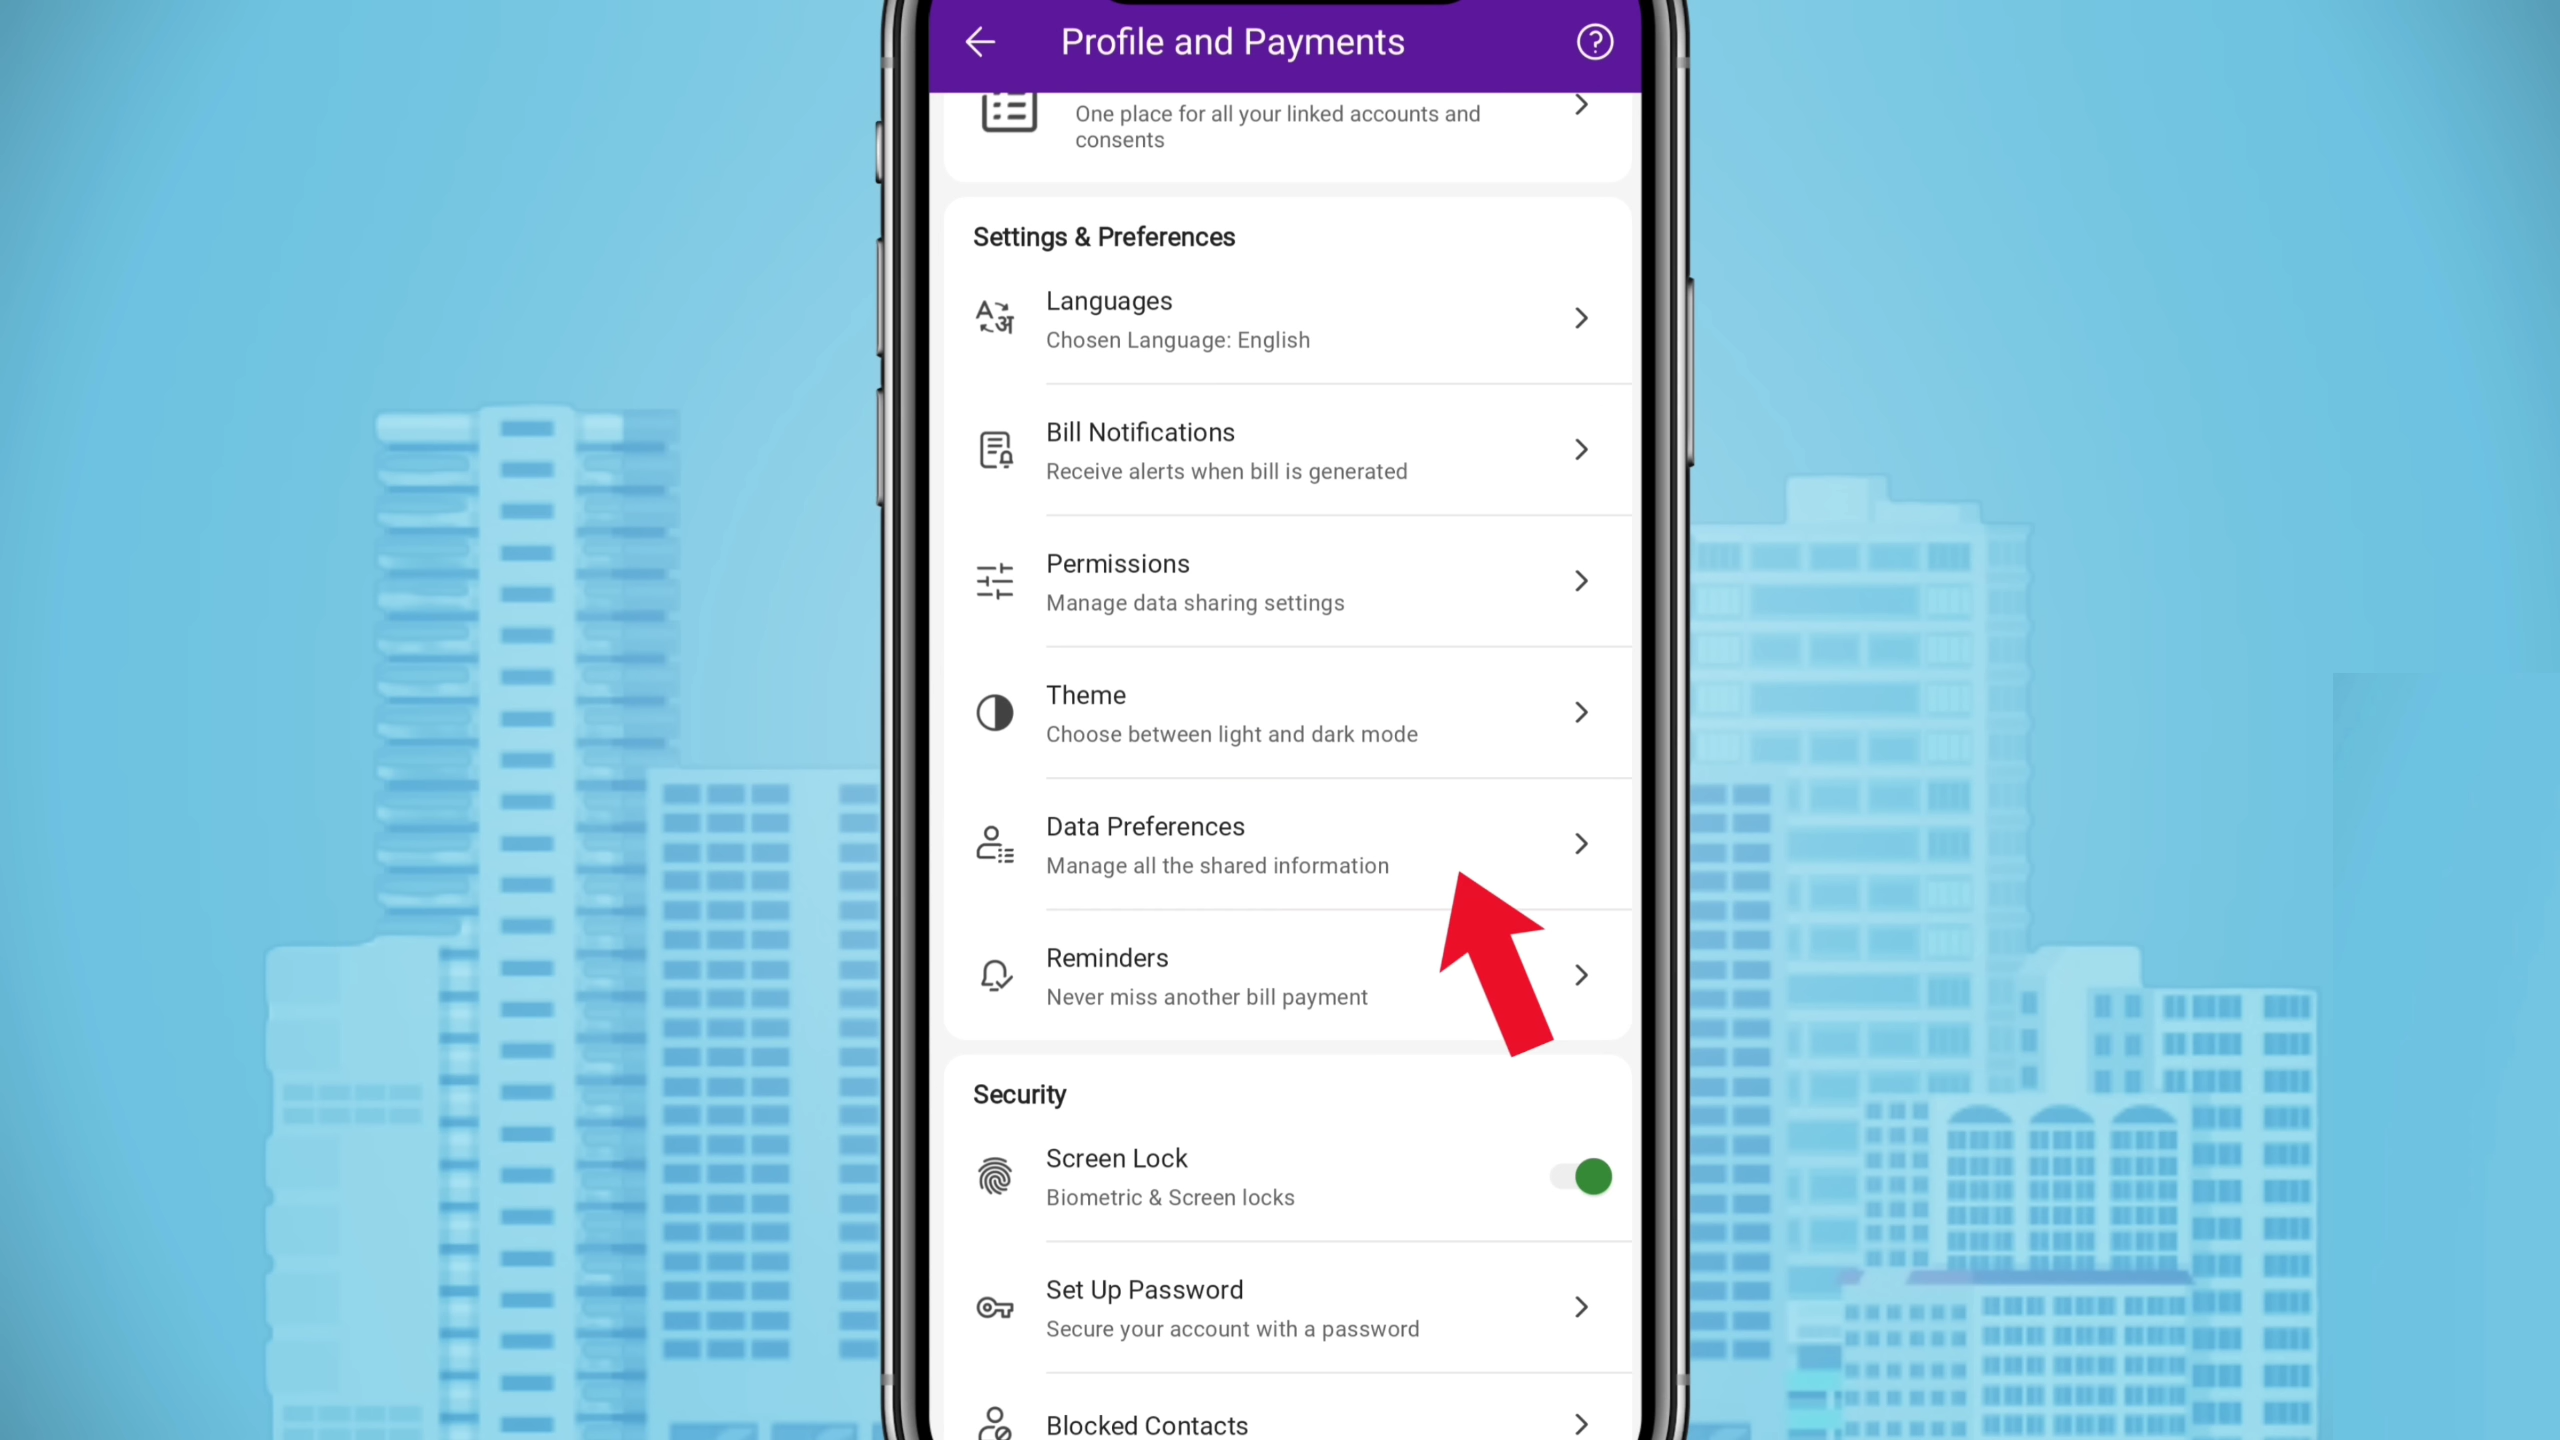 Profile and Payments
One place for all your linked accounts and
consents
Settings & Preferences
Languages
Chosen Language: English
Bill Notifications
Receive alerts when bill is generated
Permissions
Manage data sharing settings
Theme
Choose between light and dark mode
Data Preferences
Manage all the shared information
Reminders
Never miss another bill payment
Security
Screen Lock
Biometric & Screen locks
Set Up Password
Secure your account with a password
Blocked Contacts